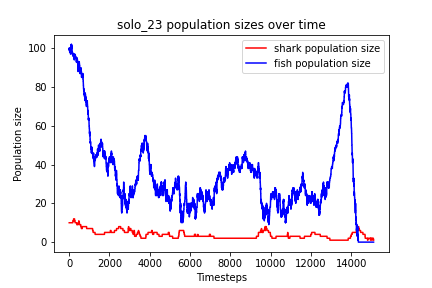 solo_23 population sizes over time
shark population size
fish population size
100
80
60
40
20
0
Population size
0 2000 4000 6000 8000 10000 12000 14000
Timesteps